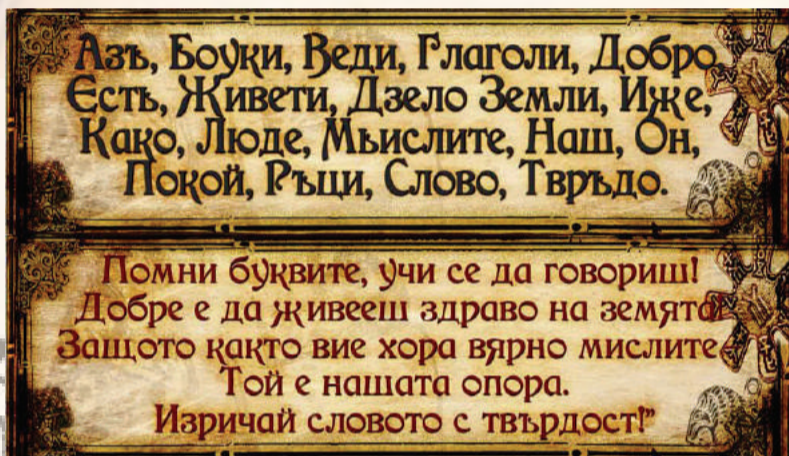 Азъ, Боуки, Веди, Глаголи, Добро,
Єсть, Живети, Дзело Земли, Иже,
Како, Люде, Мьислите, Наш, Он,
Покой, Ръци, Слово, Твръдо.
Помни буквите, учи се да говориш!
Добре е да живееш здраво на земята!
Защото както вие хора вярно мислите
Той е нашата опора.
Изричай словото с твърдост!”